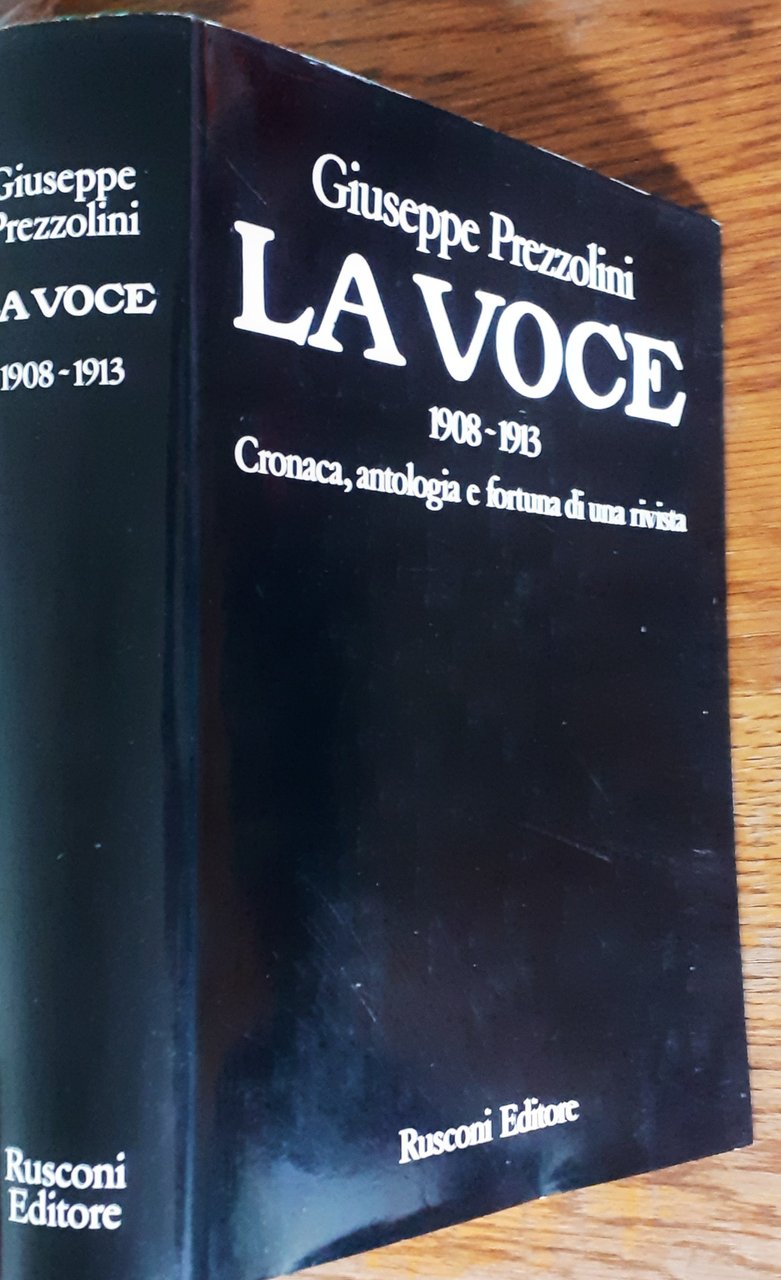 Giuseppe
Prezzolini
A VOCE
1908-1913
Rusconi
Editore
Giuseppe Prezzolini
LA VOCE
1908-1913
Cronaca, antologia e fortuna di una rivista
Rusconi Editore